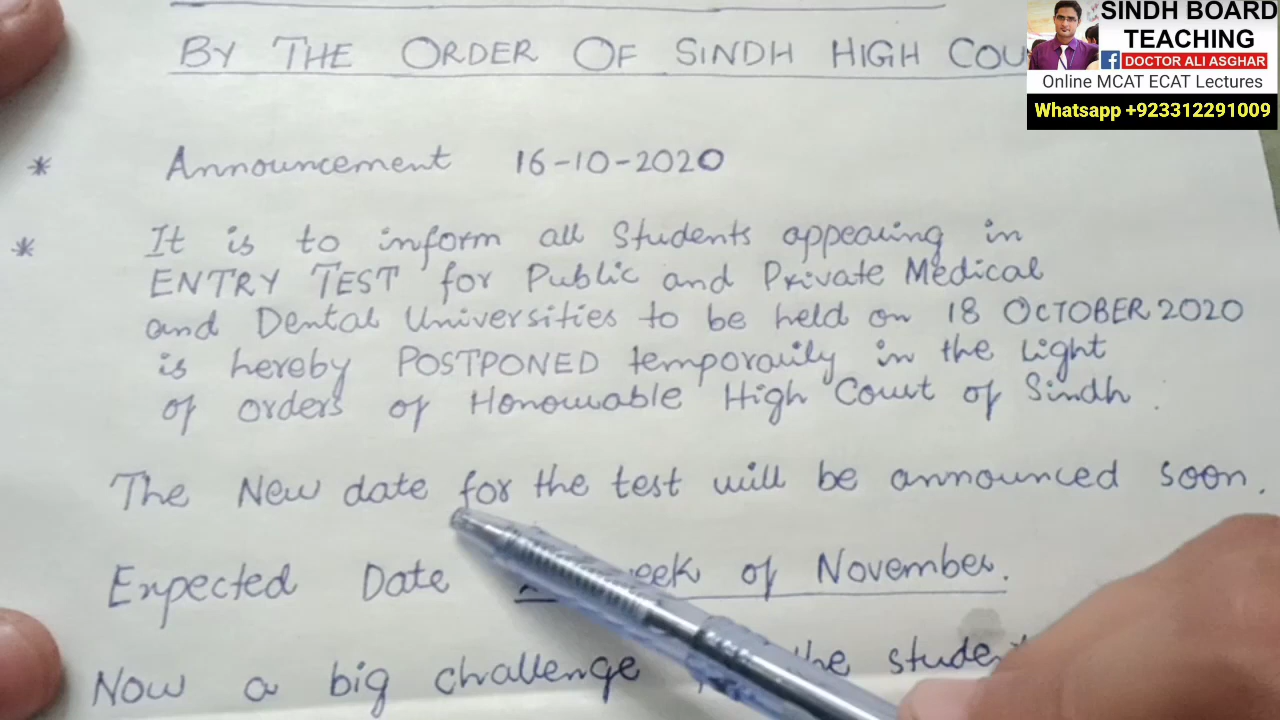 SINDH BOARD
TEACHING
DOCTOR ALI ASGHAR
Online MCAT ECAT Lectures
Whatsapp +923312291009
BY THE ORDER OF SINDH HIGH
* Announcement 16-10-2020
* It is to inform all Students appearing in
ENTRY TEST for Public and Private Medical
and Dental Universities to be held on 18 OCTOBER 2020
is hereby POSTPONED temporarily in the Light
of orders of Honourable High Court of Sindh.
The New date for the test will be announced soon.
Expected Date of November.
Now a big challenge the